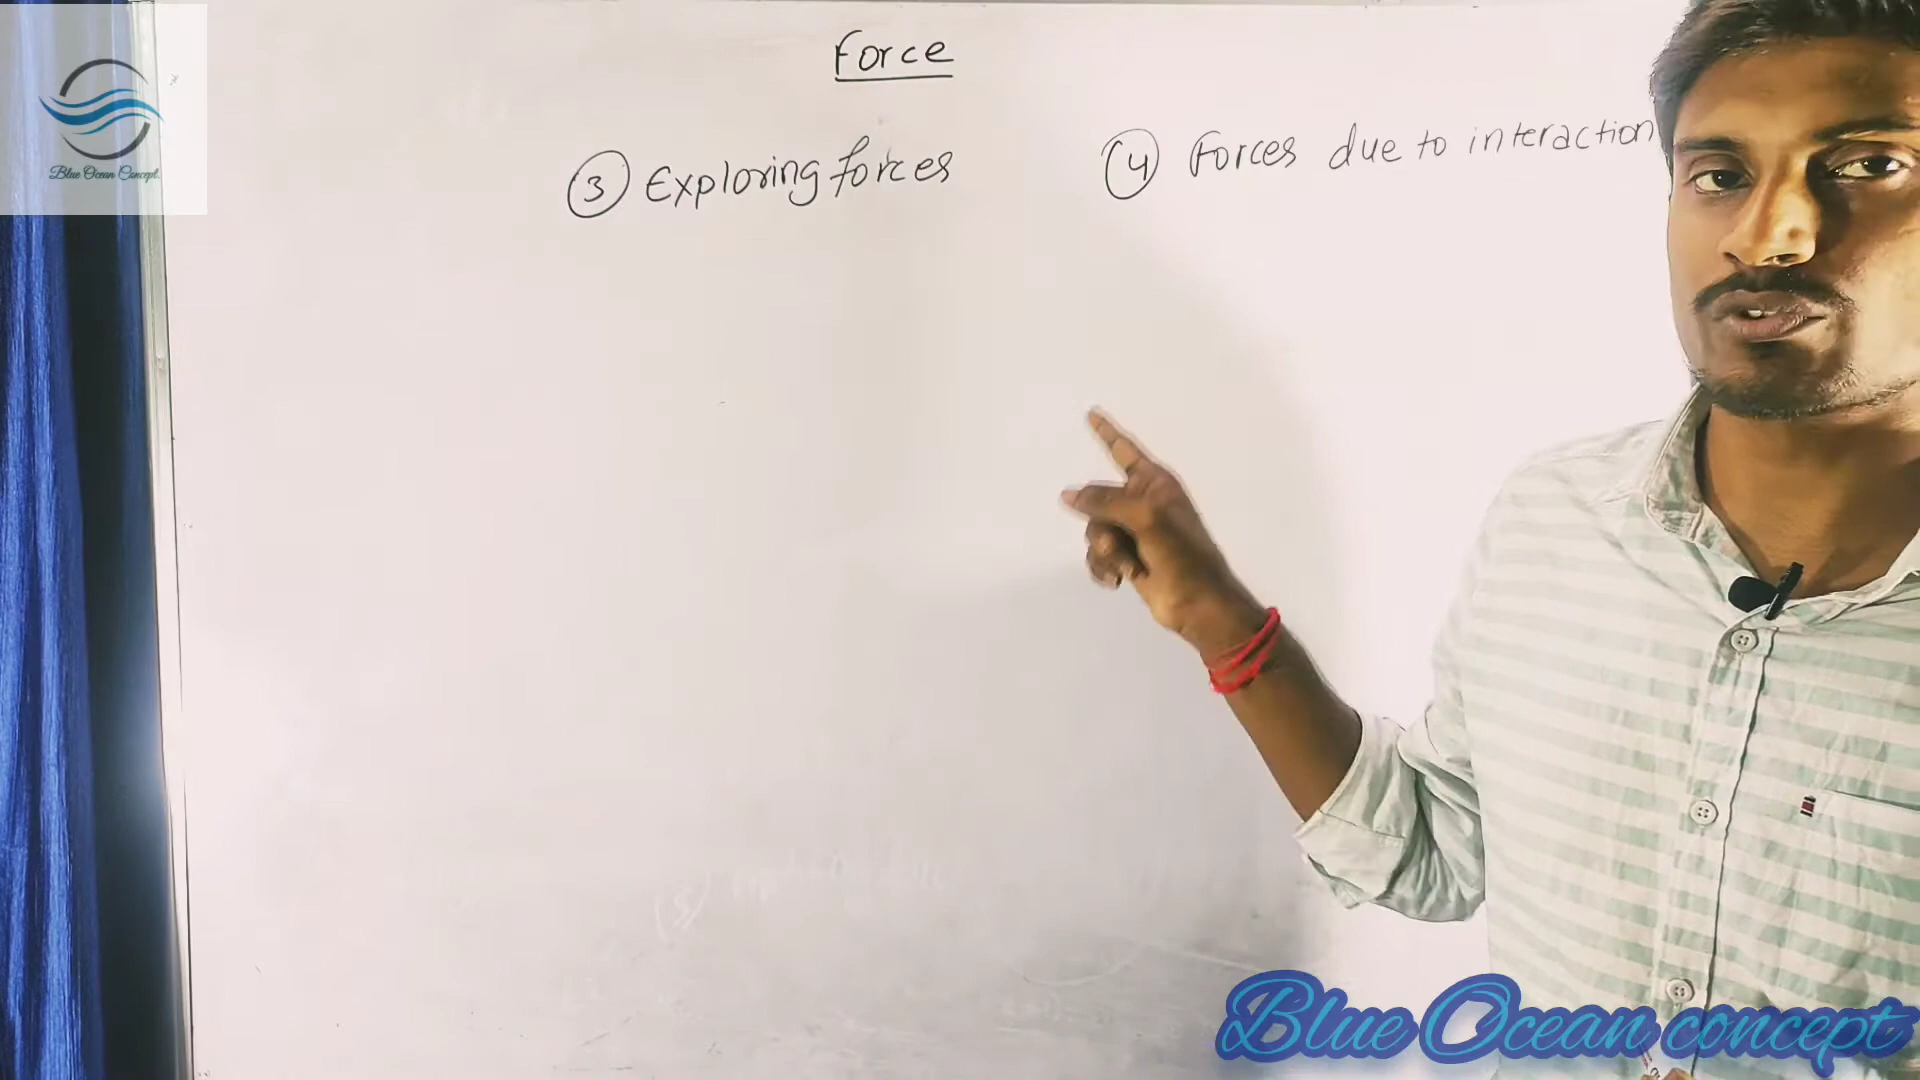 Force
③ Exploring forces
④ Forces due to interaction
Blue Ocean Concept.
Blue Ocean concept